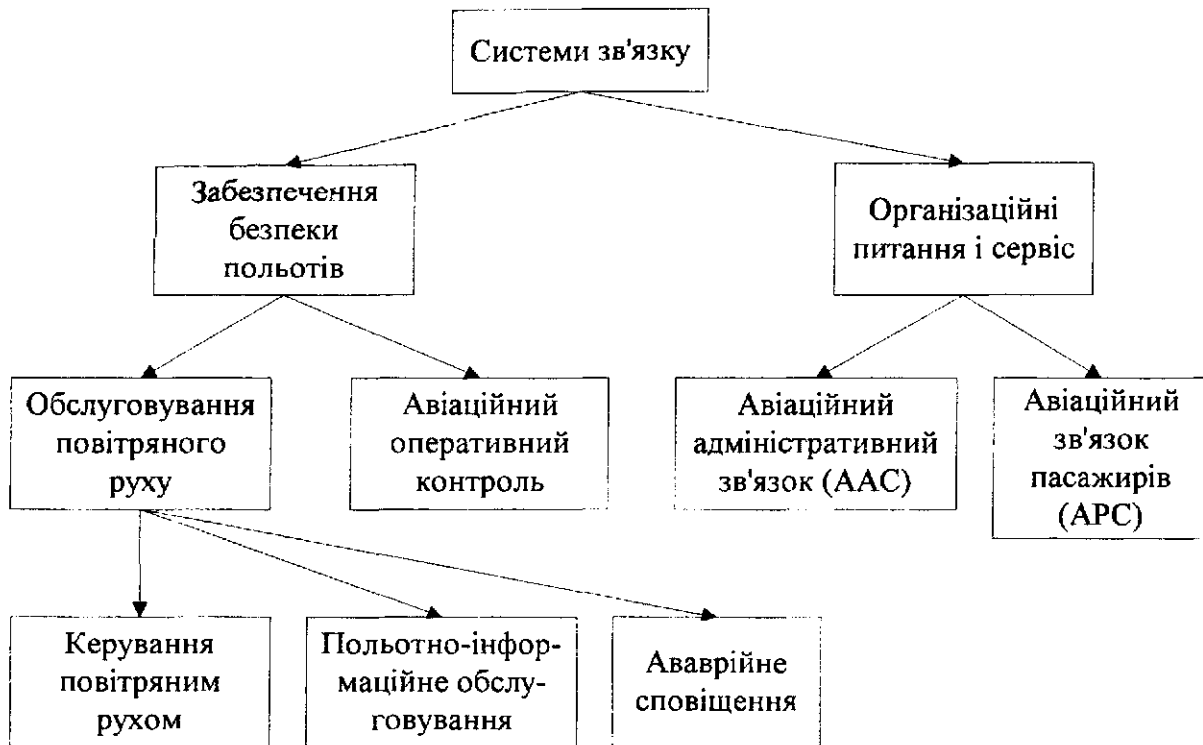 Системи зв'язку
Забезпечення
безпеки
польотів
Організаційні
питання і сервіс
Обслуговування
повітряного
руху
Авіаційний
оперативний
контроль
Авіаційний
адміністративний
зв'язок (ААС)
Авіаційний
зв'язок
пасажирів
(АРС)
Керування
повітряним
рухом
Польотно-інфор-
маційне обслу-
говування
Ававрійне
сповіщення